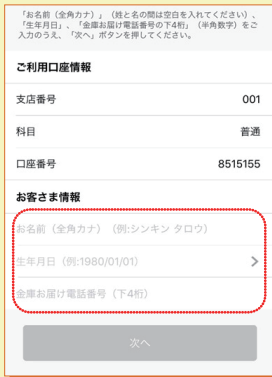 「お名前（全角カナ）」（姓と名の間は空白を入れてください）、
「生年月日」、「金庫お届け電話番号の下4桁」（半角数字）をご
入力のうえ、「次へ」ボタンを押してください。
ご利用口座情報
支店番号 001
科目 普通
口座番号 8515155
お客さま情報
お名前（全角カナ）（例:シンキン タロウ）
生年月日（例:1980/01/01）
金庫お届け電話番号（下4桁）
次へ